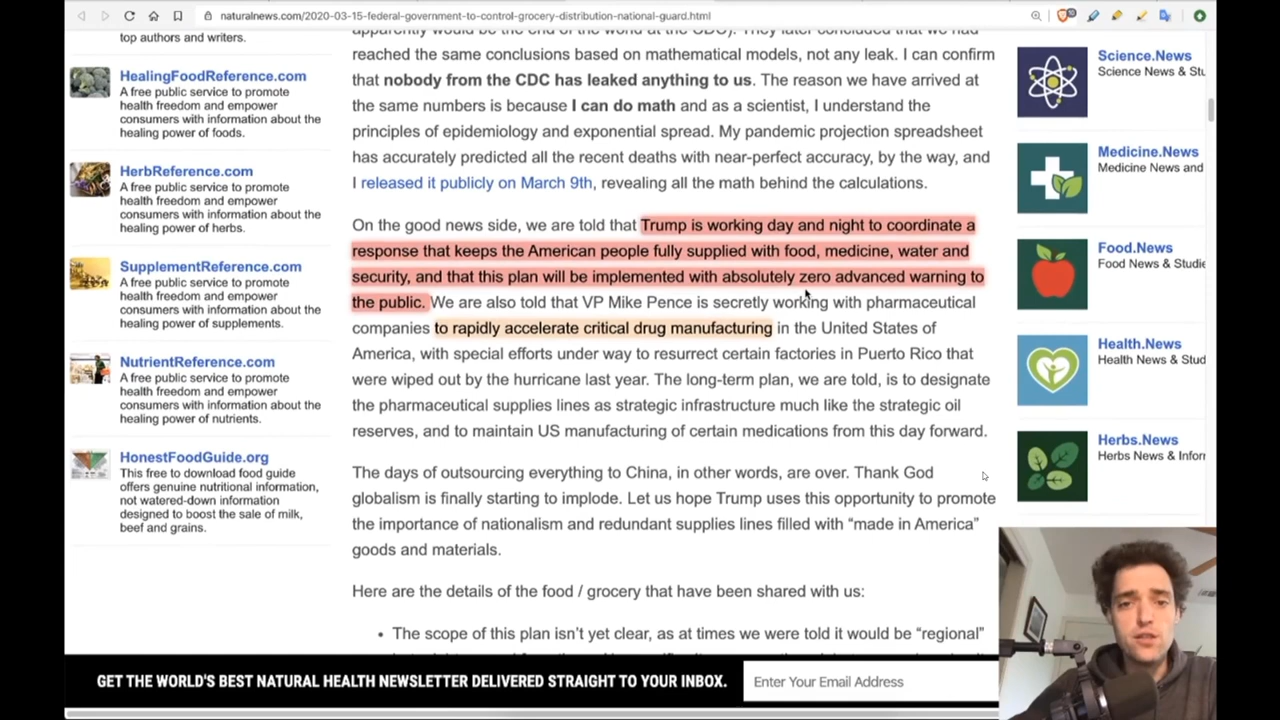 naturalnews.com/2020-03-15-federal-government-to-control-grocery-distribution-national-guard.html
top authors and writers.
HealingFoodReference.com
A free public service to promote
health freedom and empower
consumers with information about the
healing power of foods.
HerbReference.com
A free public service to promote
health freedom and empower
consumers with information about the
healing power of herbs.
SupplementReference.com
A free public service to promote
health freedom and empower
consumers with information about the
healing power of supplements.
NutrientReference.com
A free public service to promote
health freedom and empower
consumers with information about the
healing power of nutrients.
HonestFoodGuide.org
This free to download food guide
offers genuine nutritional information,
not watered-down information
designed to boost the sale of milk,
beef and grains.
apparently would be the end of the world at the CDC). They later concluded that we had
reached the same conclusions based on mathematical models, not any leak. I can confirm
that nobody from the CDC has leaked anything to us. The reason we have arrived at
the same numbers is because I can do math and as a scientist, I understand the
principles of epidemiology and exponential spread. My pandemic projection spreadsheet
has accurately predicted all the recent deaths with near-perfect accuracy, by the way, and
I released it publicly on March 9th, revealing all the math behind the calculations.
On the good news side, we are told that Trump is working day and night to coordinate a
response that keeps the American people fully supplied with food, medicine, water and
security, and that this plan will be implemented with absolutely zero advanced warning to
the public. We are also told that VP Mike Pence is secretly working with pharmaceutical
companies to rapidly accelerate critical drug manufacturing in the United States of
America, with special efforts under way to resurrect certain factories in Puerto Rico that
were wiped out by the hurricane last year. The long-term plan, we are told, is to designate
the pharmaceutical supplies lines as strategic infrastructure much like the strategic oil
reserves, and to maintain US manufacturing of certain medications from this day forward.
The days of outsourcing everything to China, in other words, are over. Thank God
globalism is finally starting to implode. Let us hope Trump uses this opportunity to promote
the importance of nationalism and redundant supplies lines filled with “made in America”
goods and materials.
Here are the details of the food / grocery that have been shared with us:
• The scope of this plan isn’t yet clear, as at times we were told it would be “regional”
Science.News
Science News & Stu
Medicine.News
Medicine News and
Food.News
Food News & Studie
Health.News
Health News & Stud
Herbs.News
Herbs News & Inforr
GET THE WORLD'S BEST NATURAL HEALTH NEWSLETTER DELIVERED STRAIGHT TO YOUR INBOX.
Enter Your Email Address